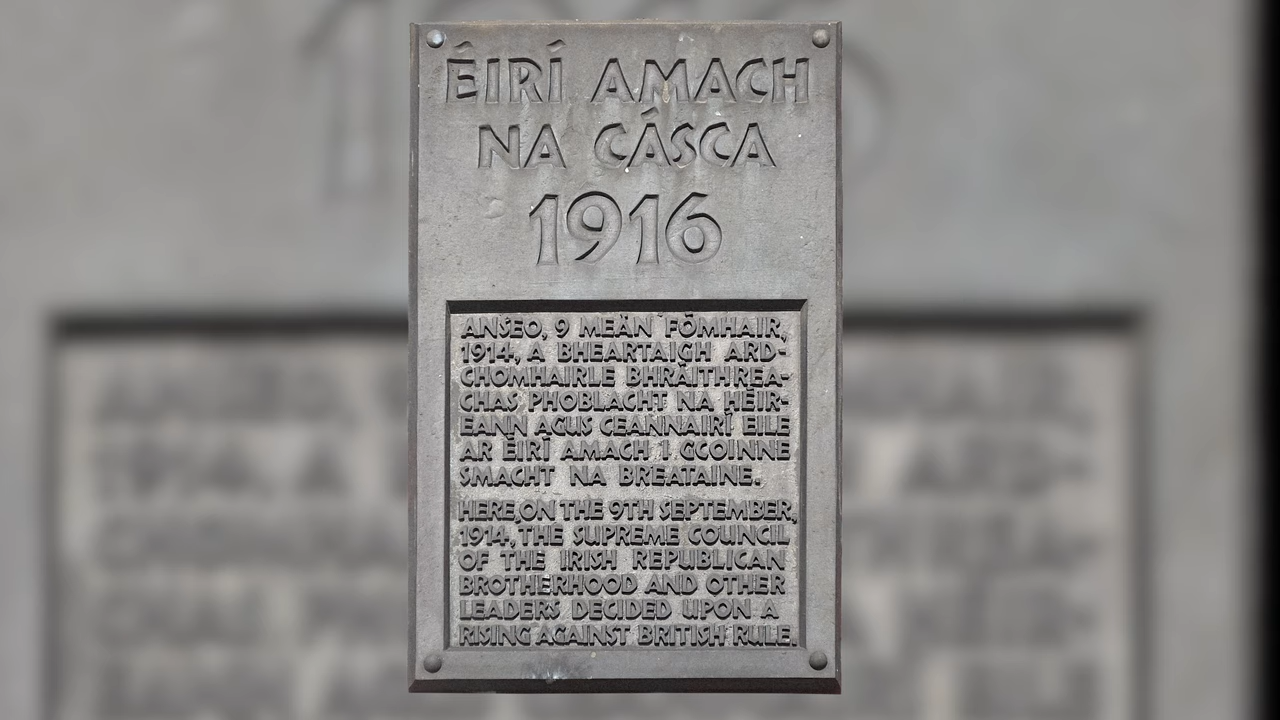 ÉIRÍ AMACH
NA CÁSCA
1916
ANSEO, 9 MEÁN FÓMHAIR,
1914, A BHEARTAIGH ARD-
CHOMHAIRLE BHRÁITHREA-
CHAS PHOBLACHT NA HÉIR-
EANN AGUS CEANNAIRÍ EILE
AR ÉIRÍ AMACH I GCOINNE
SMACHT NA BREATAINE.
HERE, ON THE 9TH SEPTEMBER,
1914, THE SUPREME COUNCIL
OF THE IRISH REPUBLICAN
BROTHERHOOD AND OTHER
LEADERS DECIDED UPON A
RISING AGAINST BRITISH RULE.